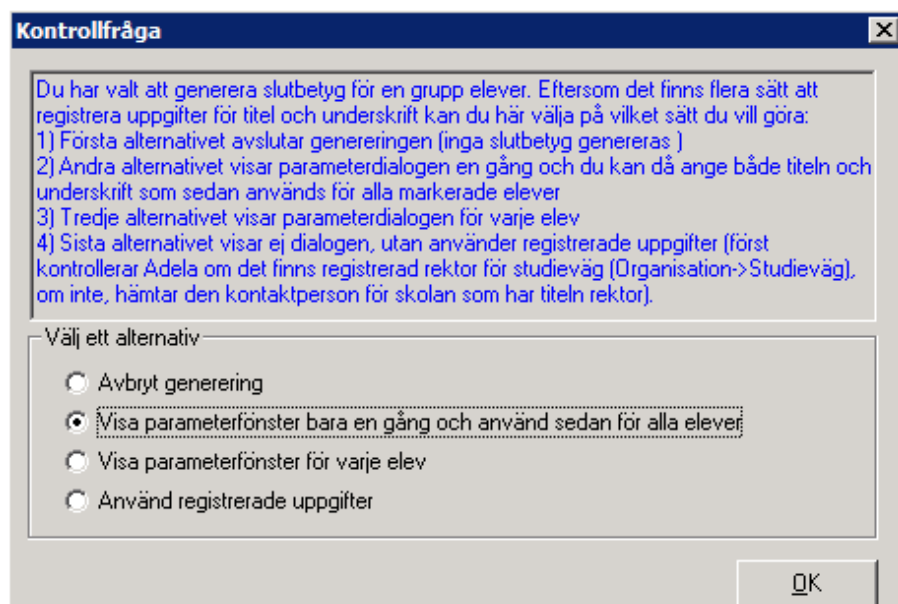 Kontrollfråga
Du har valt att generera slutbetyg för en grupp elever. Eftersom det finns flera sätt att
registrera uppgifter för titel och underskrift kan du här välja på vilket sätt du vill göra:
1) Första alternativet avslutar genereringen (inga slutbetyg genereras )
2) Andra alternativet visar parameterdialogen en gång och du kan då ange både titeln och
underskrift som sedan används för alla markerade elever
3) Tredje alternativet visar parameterdialogen för varje elev
4) Sista alternativet visar ej dialogen, utan använder registrerade uppgifter (först
kontrollerar Adela om det finns registrerad rektor för studieväg (Organisation->Studieväg),
om inte, hämtar den kontaktperson för skolan som har titeln rektor).
Välj ett alternativ
Avbryt generering
Visa parameterfönster bara en gång och använd sedan för alla elever
Visa parameterfönster för varje elev
Använd registrerade uppgifter
OK